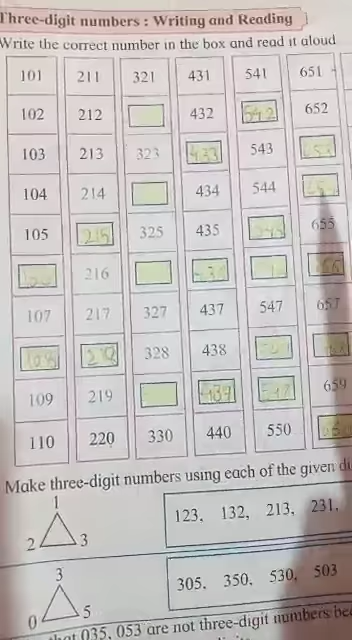 Three-digit numbers : Writing and Reading
Write the correct number in the box and read it aloud
101 211 321 431 541 651
102 212 432 542 652
103 213 323 433 543 653
104 214 434 544
105 215 325 435 655
216
107 217 327 437 547 657
108 328 438
109 219 439 659
110 220 330 440 550
Make three-digit numbers using each of the given
1
2 3
123, 132, 213, 231,
3
0 5
305, 350, 530, 503
that 035, 053 are not three-digit numbers